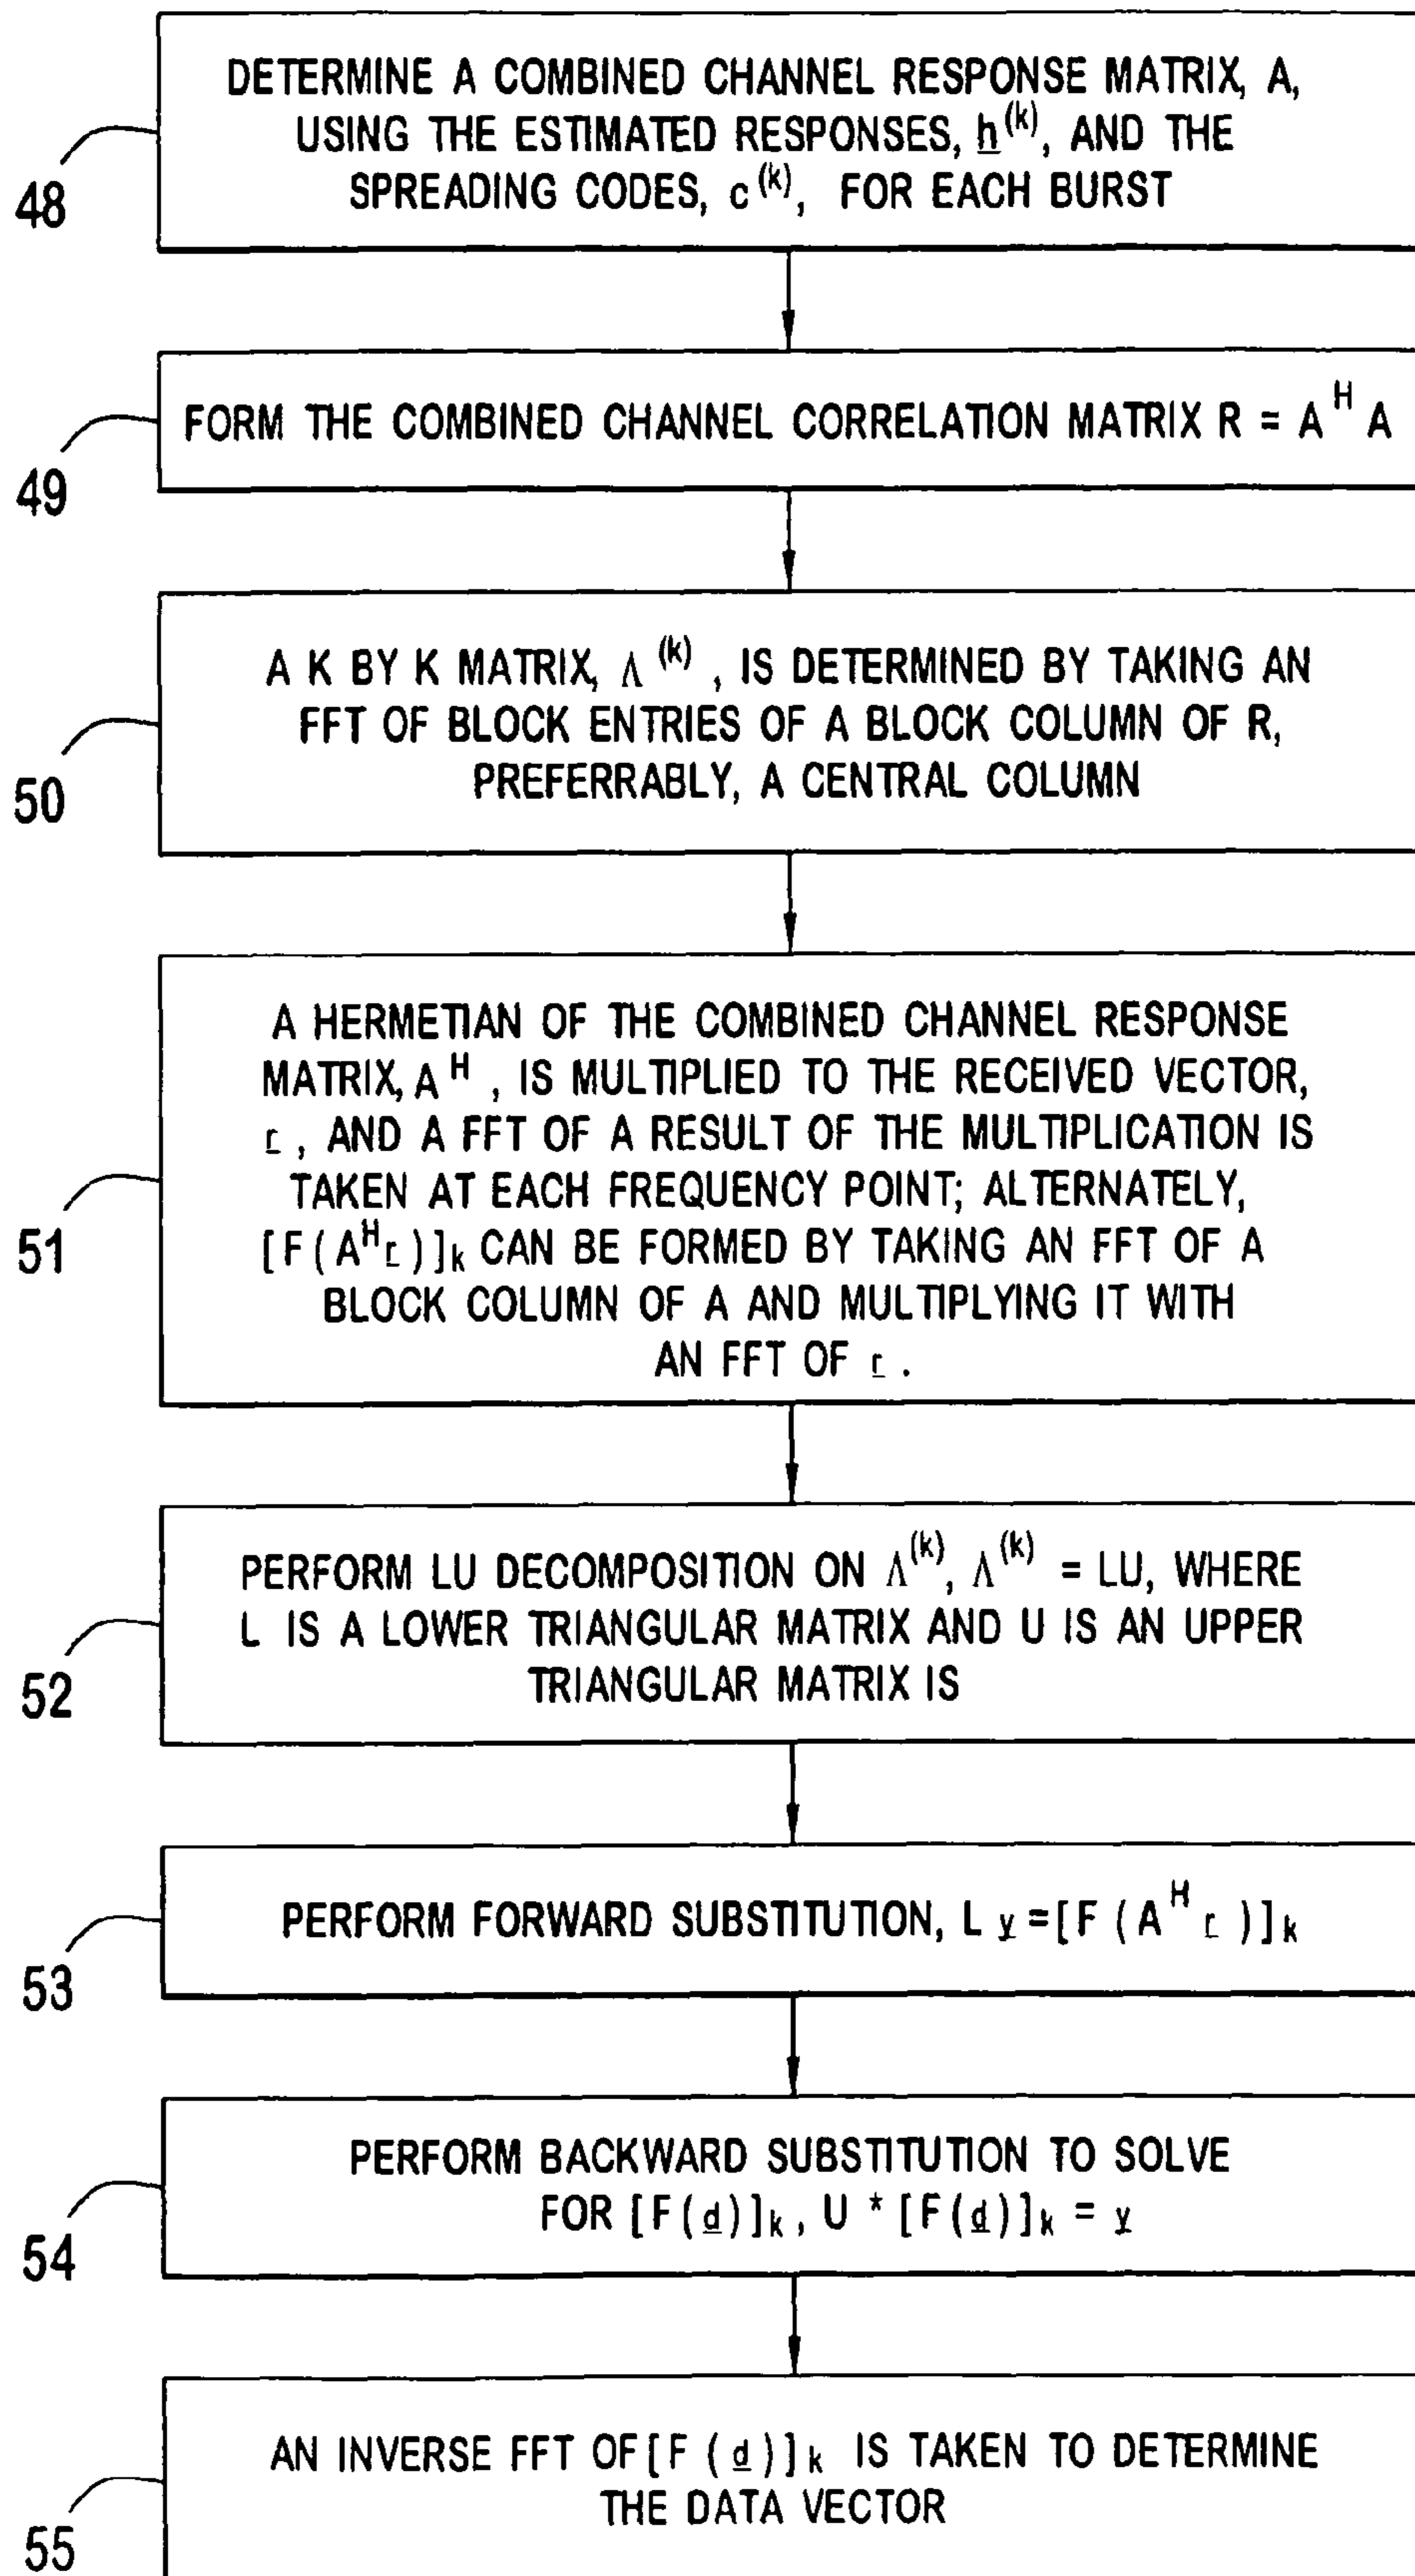 DETERMINE A COMBINED CHANNEL RESPONSE MATRIX, A,
USING THE ESTIMATED RESPONSES, h^(k), AND THE
SPREADING CODES, c^(k), FOR EACH BURST
48
FORM THE COMBINED CHANNEL CORRELATION MATRIX R = A^H A
49
A K BY K MATRIX, Λ^(k), IS DETERMINED BY TAKING AN
FFT OF BLOCK ENTRIES OF A BLOCK COLUMN OF R,
PREFERRABLY, A CENTRAL COLUMN
50
A HERMETIAN OF THE COMBINED CHANNEL RESPONSE
MATRIX, A^H, IS MULTIPLIED TO THE RECEIVED VECTOR,
r, AND A FFT OF A RESULT OF THE MULTIPLICATION IS
TAKEN AT EACH FREQUENCY POINT; ALTERNATELY,
[F(A^H r)]k CAN BE FORMED BY TAKING AN FFT OF A
BLOCK COLUMN OF A AND MULTIPLYING IT WITH
AN FFT OF r.
51
PERFORM LU DECOMPOSITION ON Λ^(k), Λ^(k) = LU, WHERE
L IS A LOWER TRIANGULAR MATRIX AND U IS AN UPPER
TRIANGULAR MATRIX IS
52
PERFORM FORWARD SUBSTITUTION, L y =[F (A^H r )]k
53
PERFORM BACKWARD SUBSTITUTION TO SOLVE
FOR [F(d)]k, U * [F(d)]k = y
54
AN INVERSE FFT OF [F (d)]k IS TAKEN TO DETERMINE
THE DATA VECTOR
55